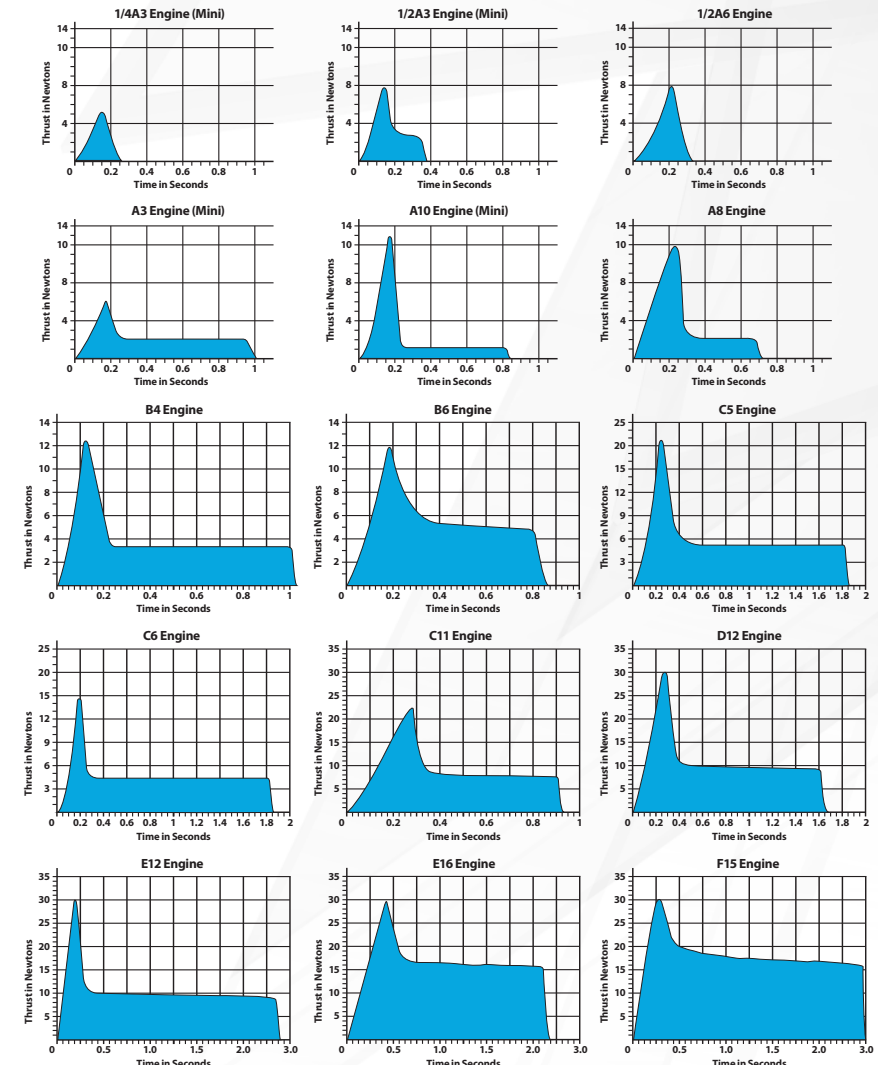 1/4A3 Engine (Mini)
Thrust in Newtons
14
10
8
4
0 0.2 0.4 0.6 0.8 1
Time in Seconds
1/2A3 Engine (Mini)
Thrust in Newtons
14
10
8
4
0 0.2 0.4 0.6 0.8 1
Time in Seconds
1/2A6 Engine
Thrust in Newtons
14
10
8
4
0 0.2 0.4 0.6 0.8 1
Time in Seconds
A3 Engine (Mini)
Thrust in Newtons
14
10
8
4
0 0.2 0.4 0.6 0.8 1
Time in Seconds
A10 Engine (Mini)
Thrust in Newtons
14
10
8
4
0 0.2 0.4 0.6 0.8 1
Time in Seconds
A8 Engine
Thrust in Newtons
14
10
8
4
0 0.2 0.4 0.6 0.8 1
Time in Seconds
B4 Engine
Thrust in Newtons
14
12
10
8
6
4
2
0 0.2 0.4 0.6 0.8 1
Time in Seconds
B6 Engine
Thrust in Newtons
14
12
10
8
6
4
2
0 0.2 0.4 0.6 0.8 1
Time in Seconds
C5 Engine
Thrust in Newtons
25
20
15
12
9
6
3
0 0.2 0.4 0.6 0.8 1 1.2 1.4 1.6 1.8 2
Time in Seconds
C6 Engine
Thrust in Newtons
25
20
15
12
9
6
3
0 0.2 0.4 0.6 0.8 1 1.2 1.4 1.6 1.8 2
Time in Seconds
C11 Engine
Thrust in Newtons
35
30
25
20
15
10
5
0 0.2 0.4 0.6 0.8 1
Time in Seconds
D12 Engine
Thrust in Newtons
35
30
25
20
15
10
5
0 0.2 0.4 0.6 0.8 1 1.2 1.4 1.6 1.8 2
Time in Seconds
E12 Engine
Thrust in Newtons
35
30
25
20
15
10
5
0 0.5 1.0 1.5 2.0 3.0
Time in Seconds
E16 Engine
Thrust in Newtons
35
30
25
20
15
10
5
0 0.5 1.0 1.5 2.0 3.0
Time in Seconds
F15 Engine
Thrust in Newtons
35
30
25
20
15
10
5
0 0.5 1.0 1.5 2.0 3.0
Time in Seconds